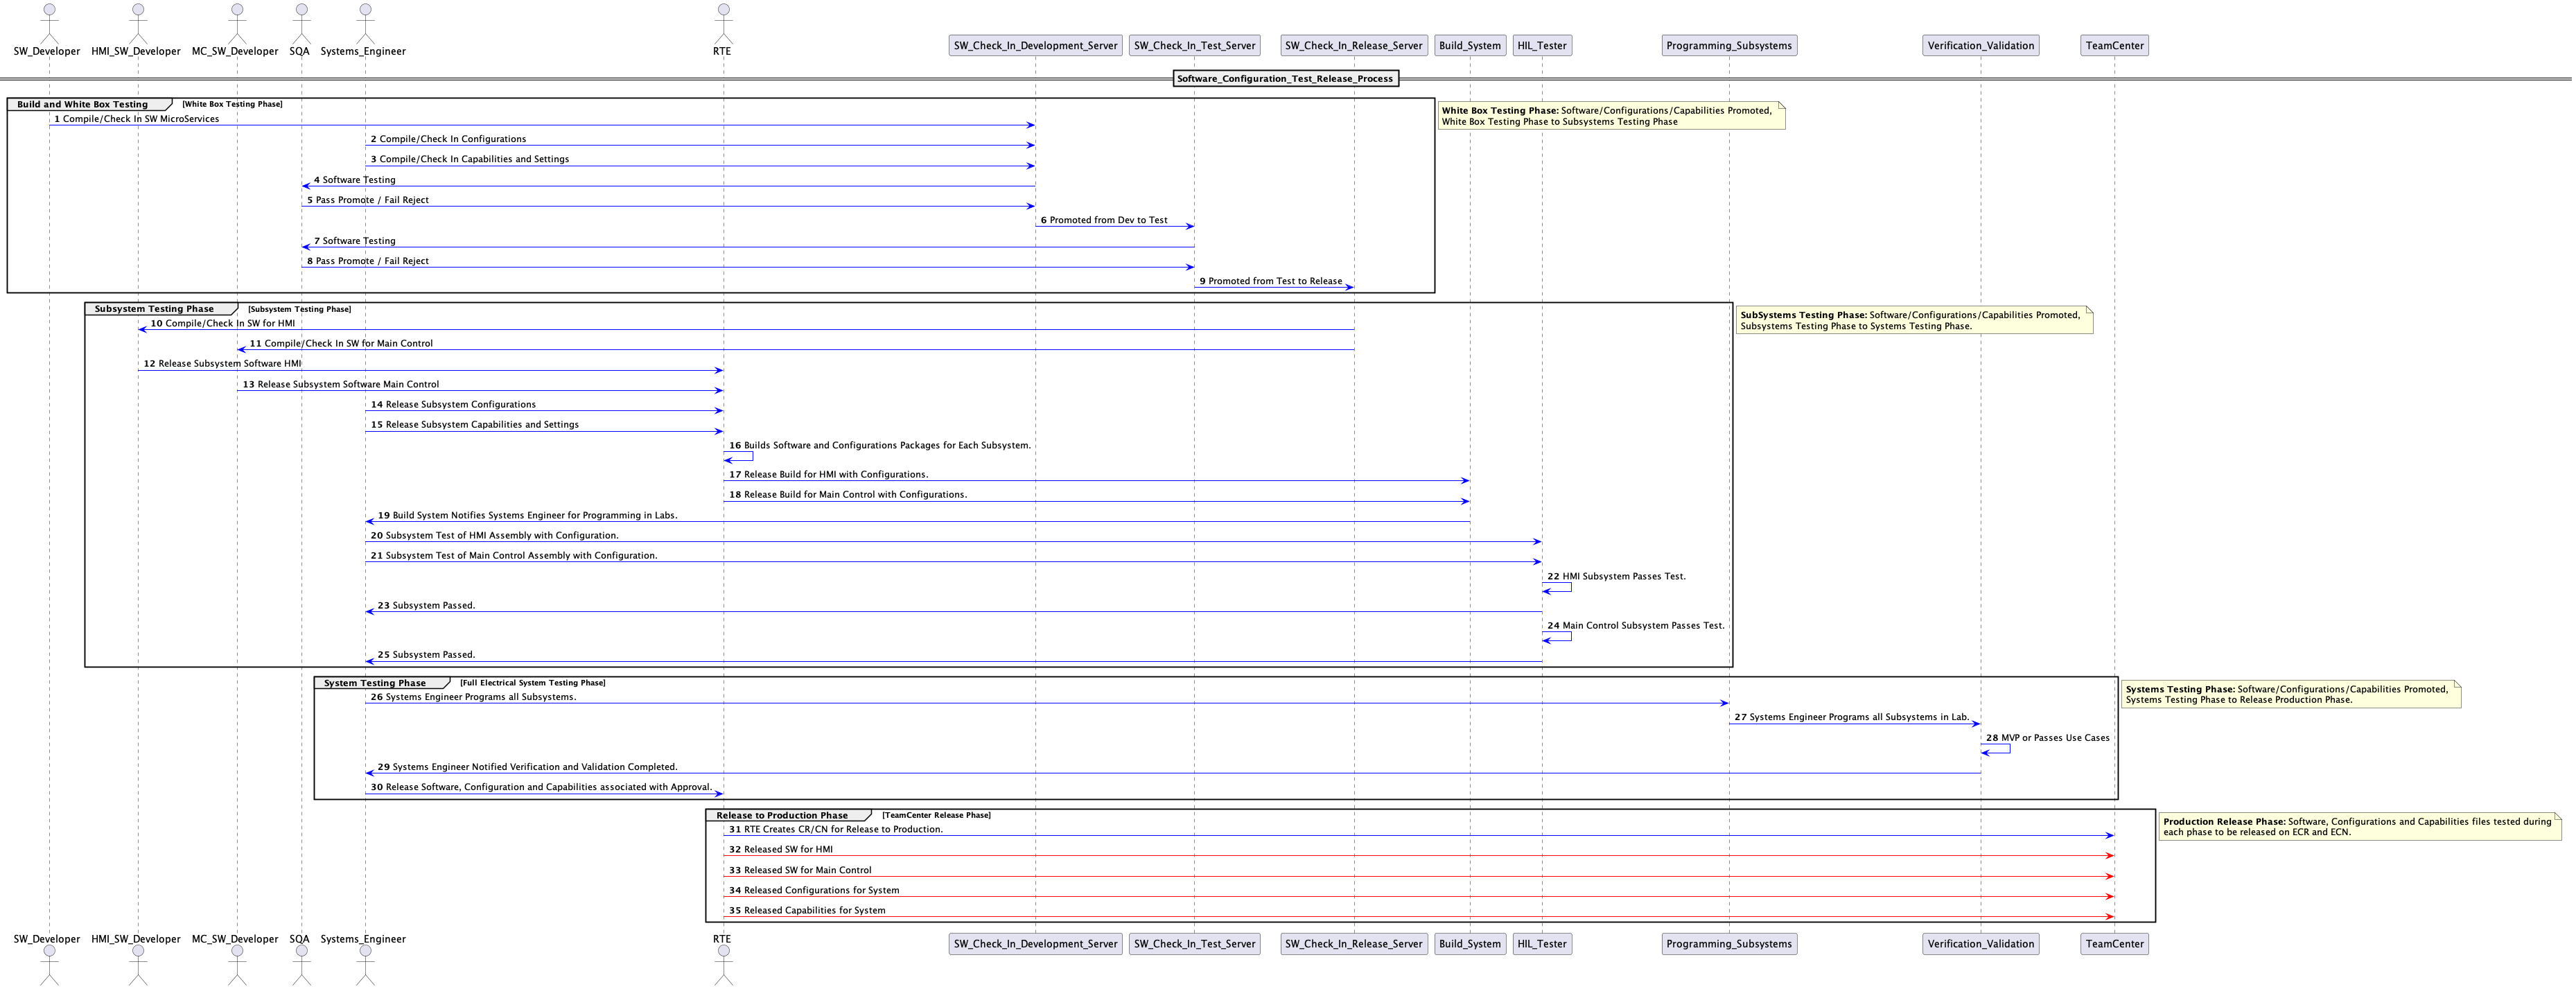 SW_Developer
HMI_SW_Developer
MC_SW_Developer
SQA
Systems_Engineer
RTE
SW_Check_In_Development_Server
SW_Check_In_Test_Server
SW_Check_In_Release_Server
Build_System
HIL_Tester
Programming_Subsystems
Verification_Validation
TeamCenter
Software_Configuration_Test_Release_Process
Build and White Box Testing
[White Box Testing Phase]
White Box Testing Phase: Software/Configurations/Capabilities Promoted,
White Box Testing Phase to Subsystems Testing Phase
1 Compile/Check In SW MicroServices
2 Compile/Check In Configurations
3 Compile/Check In Capabilities and Settings
4 Software Testing
5 Pass Promote / Fail Reject
6 Promoted from Dev to Test
7 Software Testing
8 Pass Promote / Fail Reject
9 Promoted from Test to Release
Subsystem Testing Phase
[Subsystem Testing Phase]
SubSystems Testing Phase: Software/Configurations/Capabilities Promoted,
Subsystems Testing Phase to Systems Testing Phase.
10 Compile/Check In SW for HMI
11 Compile/Check In SW for Main Control
12 Release Subsystem Software HMI
13 Release Subsystem Software Main Control
14 Release Subsystem Configurations
15 Release Subsystem Capabilities and Settings
16 Builds Software and Configurations Packages for Each Subsystem.
17 Release Build for HMI with Configurations.
18 Release Build for Main Control with Configurations.
19 Build System Notifies Systems Engineer for Programming in Labs.
20 Subsystem Test of HMI Assembly with Configuration.
21 Subsystem Test of Main Control Assembly with Configuration.
22 HMI Subsystem Passes Test.
23 Subsystem Passed.
24 Main Control Subsystem Passes Test.
25 Subsystem Passed.
System Testing Phase
[Full Electrical System Testing Phase]
Systems Testing Phase: Software/Configurations/Capabilities Promoted,
Systems Testing Phase to Release Production Phase.
26 Systems Engineer Programs all Subsystems.
27 Systems Engineer Programs all Subsystems in Lab.
28 MVP or Passes Use Cases
29 Systems Engineer Notified Verification and Validation Completed.
30 Release Software, Configuration and Capabilities associated with Approval.
Release to Production Phase
[TeamCenter Release Phase]
Production Release Phase: Software, Configurations and Capabilities files tested during
each phase to be released on ECR and ECN.
31 RTE Creates CR/CN for Release to Production.
32 Released SW for HMI
33 Released SW for Main Control
34 Released Configurations for System
35 Released Capabilities for System
SW_Developer
HMI_SW_Developer
MC_SW_Developer
SQA
Systems_Engineer
RTE
SW_Check_In_Development_Server
SW_Check_In_Test_Server
SW_Check_In_Release_Server
Build_System
HIL_Tester
Programming_Subsystems
Verification_Validation
TeamCenter